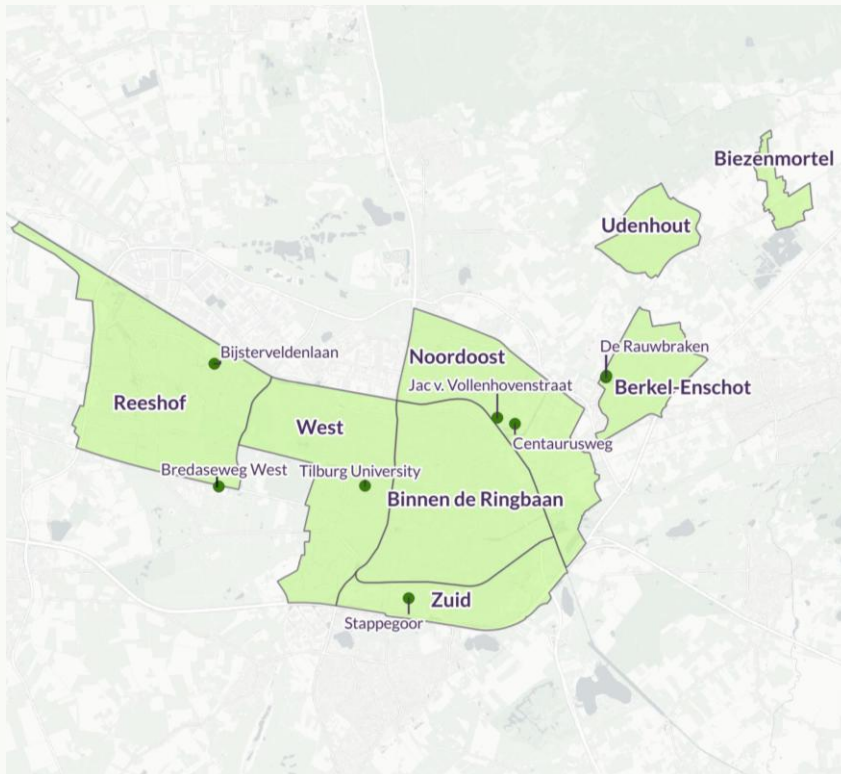 Biezenmortel
Udenhout
De Rauwbraken
Bijsterveldenlaan
Noordoost
Jac v. Vollenhovenstraat
Berkel-Enschot
Reeshof
West
Centaurusweg
Bredaseweg West
Tilburg University
Binnen de Ringbaan
Zuid
Stappegoor